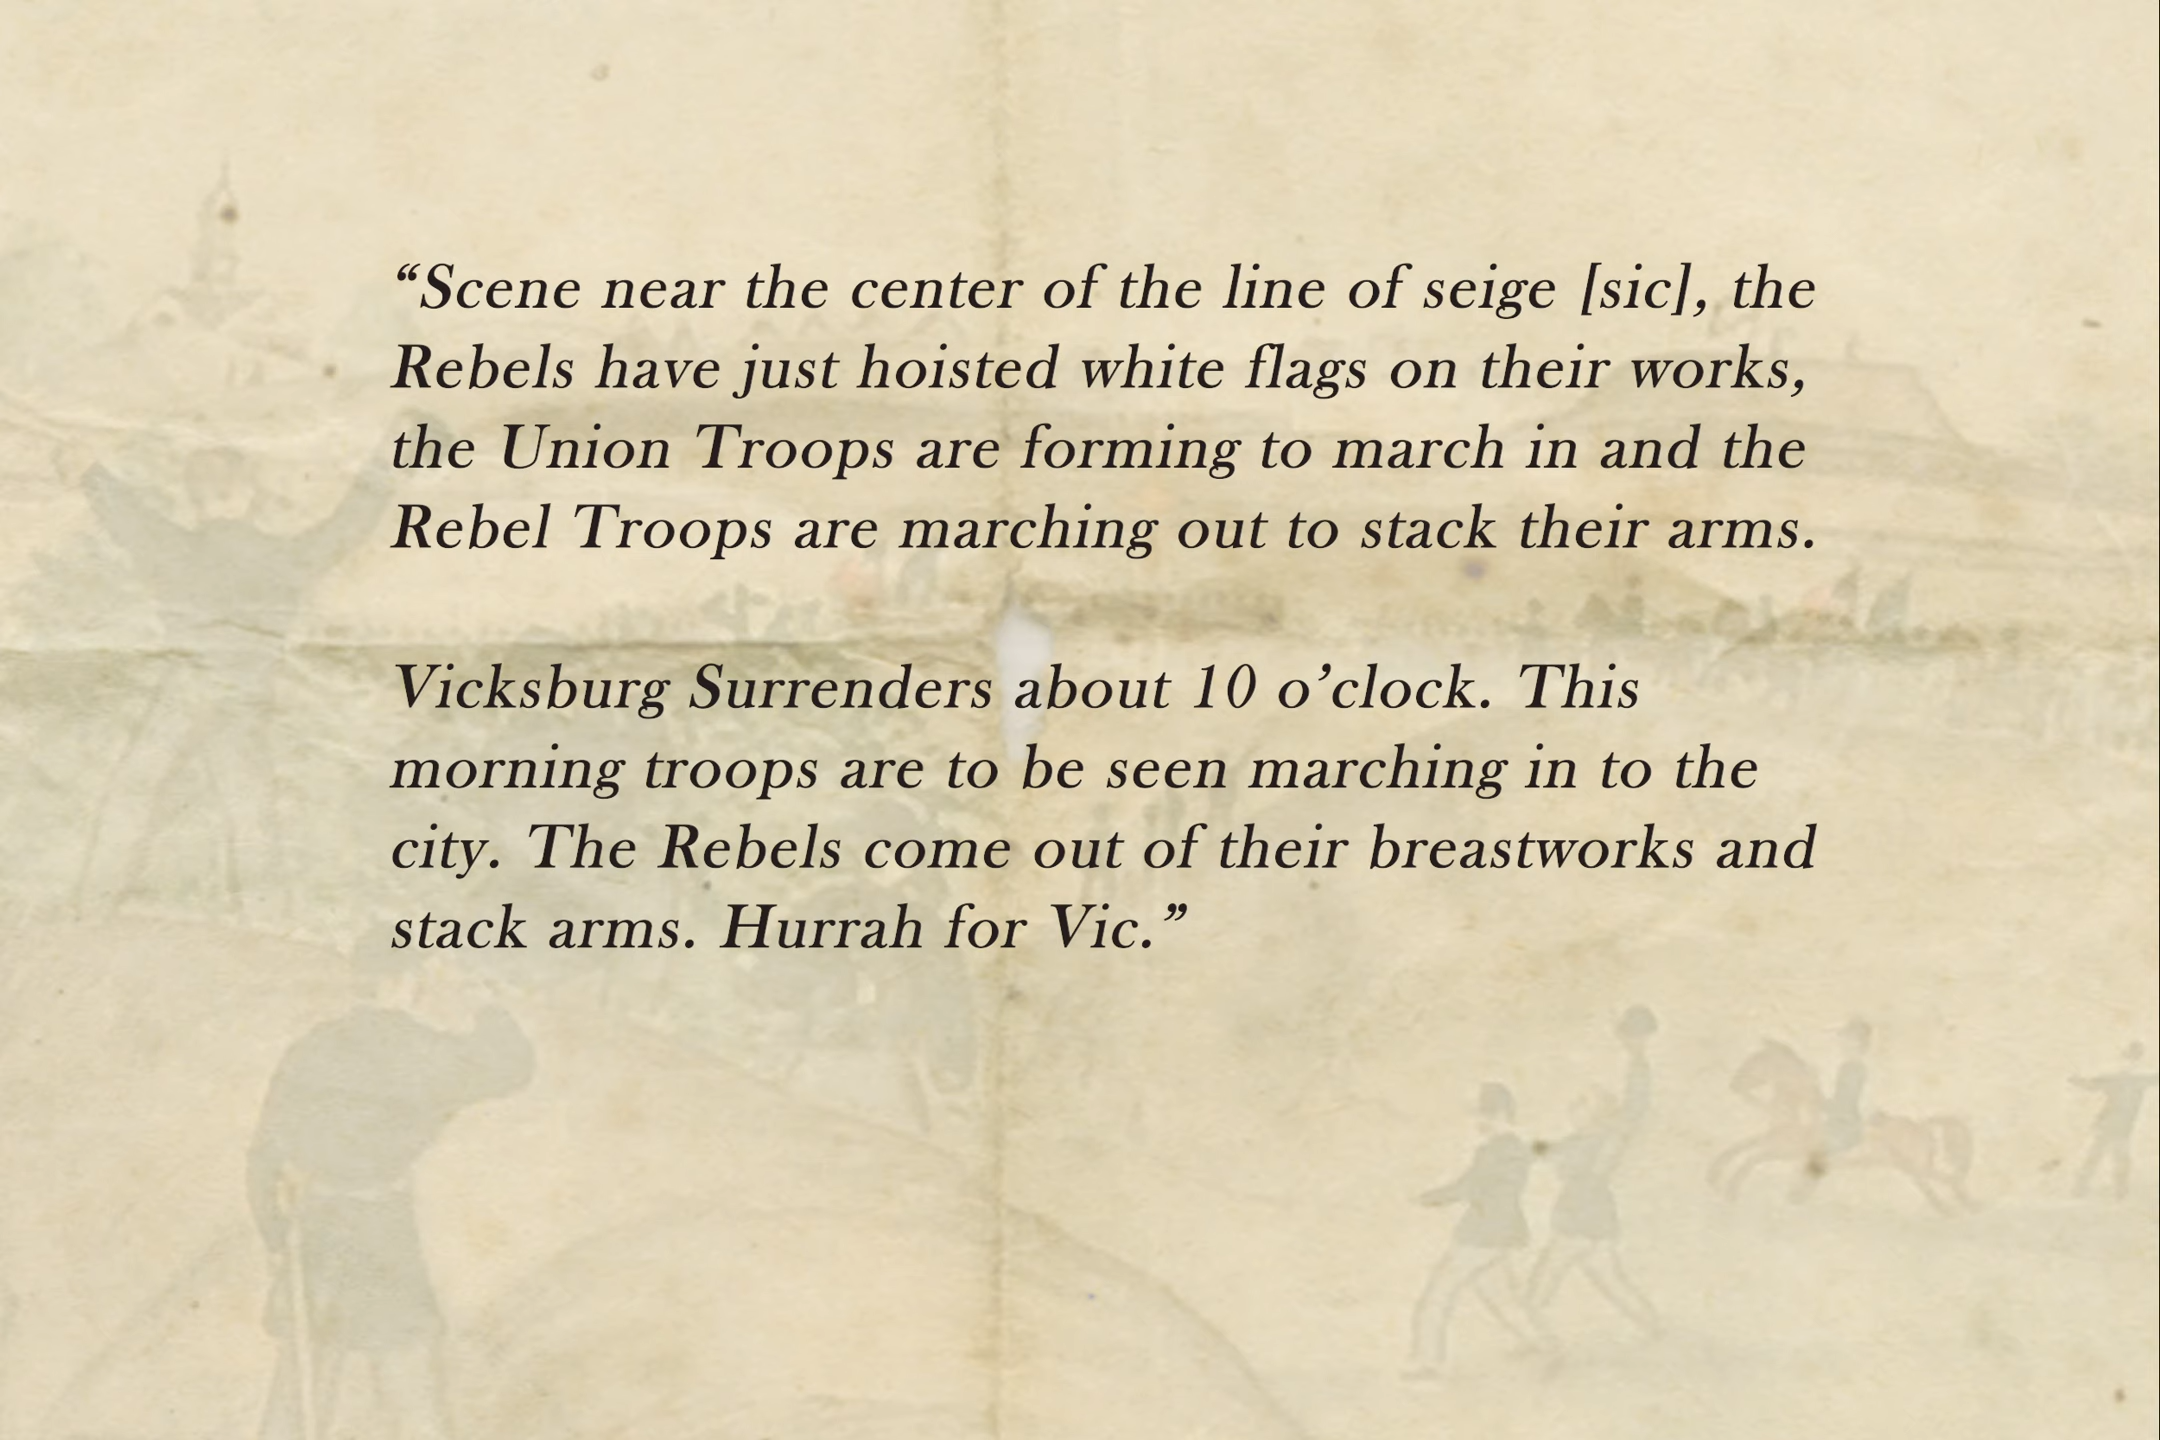 “Scene near the center of the line of seige [sic], the
Rebels have just hoisted white flags on their works,
the Union Troops are forming to march in and the
Rebel Troops are marching out to stack their arms.
Vicksburg Surrenders about 10 o’clock. This
morning troops are to be seen marching in to the
city. The Rebels come out of their breastworks and
stack arms. Hurrah for Vic.”